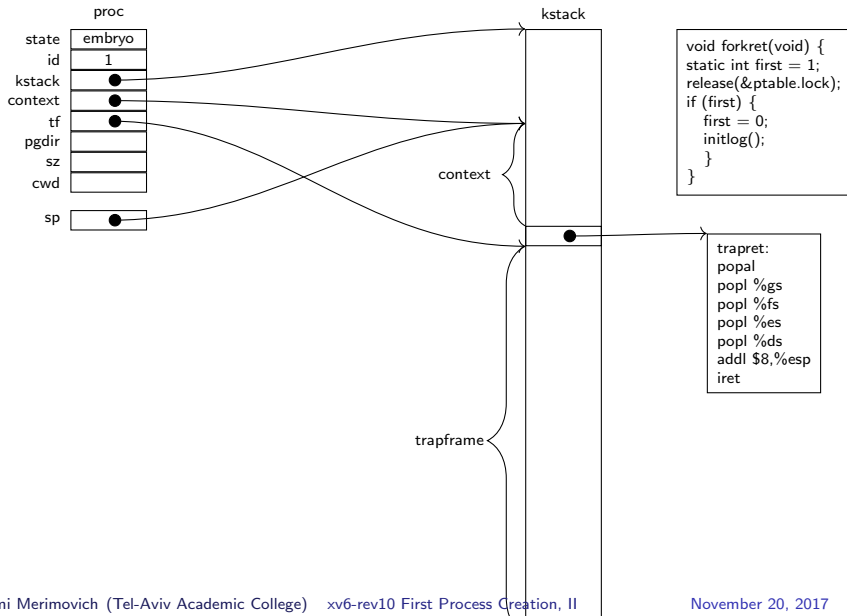 proc
state embryo
id 1
kstack
context
tf
pgdir
sz
cwd
sp
kstack
context
trapframe
void forkret(void) {
static int first = 1;
release(&ptable.lock);
if (first) {
first = 0;
initlog();
}
}
trapret:
popal
popl %gs
popl %fs
popl %es
popl %ds
addl $8,%esp
iret
Merimovich (Tel-Aviv Academic College) xv6-rev10 First Process Creation, II November 20, 2017